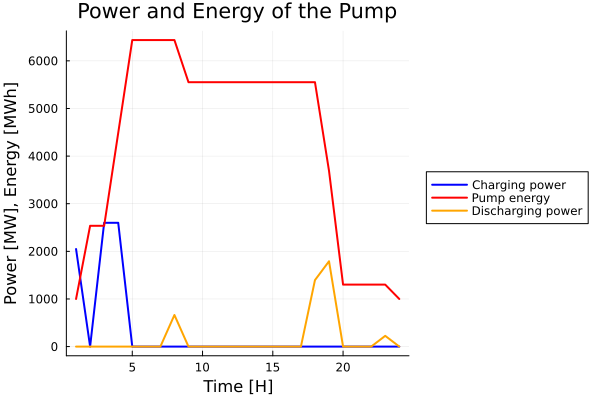 Power and Energy of the Pump
Power [MW], Energy [MWh]
6000
5000
4000
3000
2000
1000
0
5
10
15
20
Time [H]
Charging power
Pump energy
Discharging power